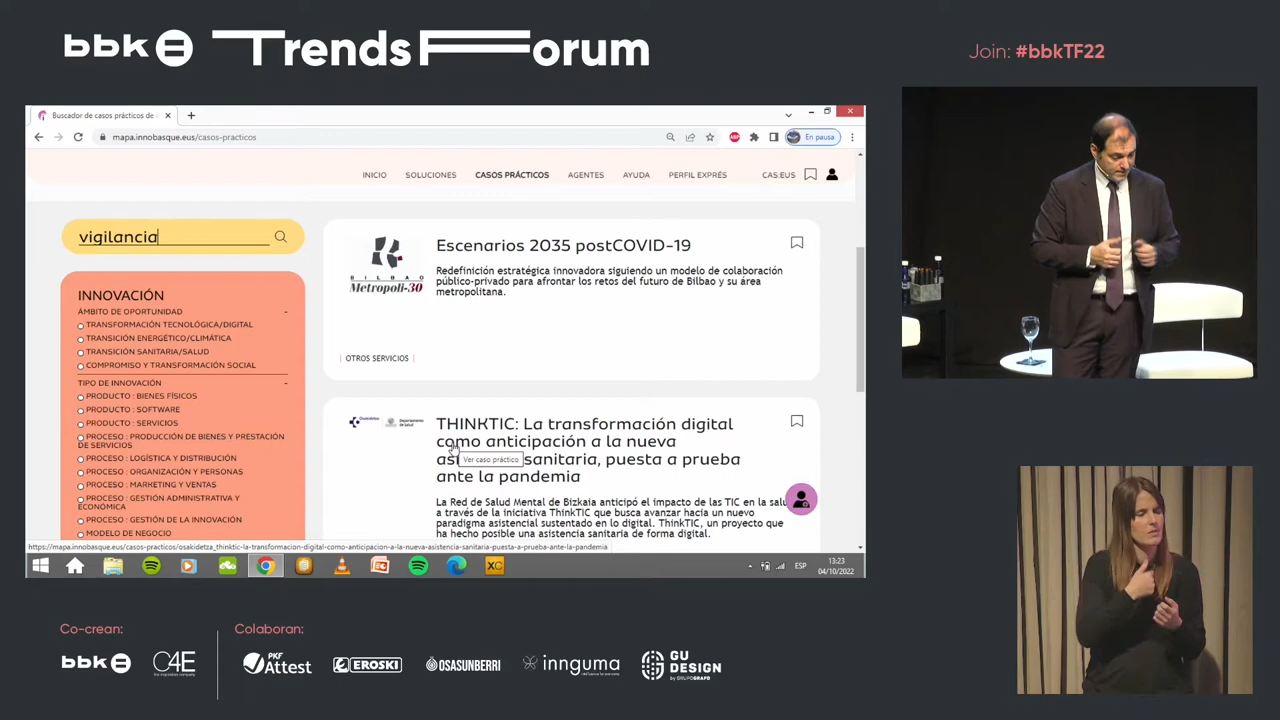 bbk Trends Forum
Join: #bbkTF22
Buscador de casos prácticos de
mapa.innobasque.eus/casos-practicos
ABP
En pausa
INICIO SOLUCIONES CASOS PRÁCTICOS AGENTES AYUDA PERFIL EXPRÉS CAS:EUS
vigilancia
INNOVACIÓN
ÁMBITO DE OPORTUNIDAD -
TRANSFORMACIÓN TECNOLÓGICA/DIGITAL
TRANSICIÓN ENERGÉTICO/CLIMÁTICA
TRANSICIÓN SANITARIA/SALUD
COMPROMISO Y TRANSFORMACIÓN SOCIAL
TIPO DE INNOVACIÓN -
PRODUCTO : BIENES FÍSICOS
PRODUCTO : SOFTWARE
PRODUCTO : SERVICIOS
PROCESO : PRODUCCIÓN DE BIENES Y PRESTACIÓN
DE SERVICIOS
PROCESO : LOGÍSTICA Y DISTRIBUCIÓN
PROCESO : ORGANIZACIÓN Y PERSONAS
PROCESO : MARKETING Y VENTAS
PROCESO : GESTIÓN ADMINISTRATIVA Y
ECONÓMICA
PROCESO : GESTIÓN DE LA INNOVACIÓN
MODELO DE NEGOCIO
BILBAO
Metropoli-30
Escenarios 2035 postCOVID-19
Redefinición estratégica innovadora siguiendo un modelo de colaboración
público-privado para afrontar los retos del futuro de Bilbao y su área
metropolitana.
| OTROS SERVICIOS |
Osakidetza
THINKTIC: La transformación digital
como anticipación a la nueva
asi sanitaria, puesta a prueba
Ver caso práctico
ante la pandemia
La Red de Salud Mental de Bizkaia anticipó el impacto de las TIC en la salu
a través de la iniciativa ThinkTIC que busca avanzar hacia un nuevo
paradigma asistencial sustentado en lo digital. ThinkTIC, un proyecto que
ha hecho posible una asistencia sanitaria de forma digital.
https://mapa.innobasque.eus/casos-practicos/osakidetza_thinktic-la-transformacion-digital-como-anticipacion-a-la-nueva-asistencia-sanitaria-puesta-a-prueba-ante-la-pandemia
XC
ESP
13:23
04/10/2022
Co-crean:
bbk
C4E
the inspiration company
Colaboran:
PKF
Attest
EROSKI
OSASUNBERRI
innguma
GU
DESIGN
by GRUPOGRAFO